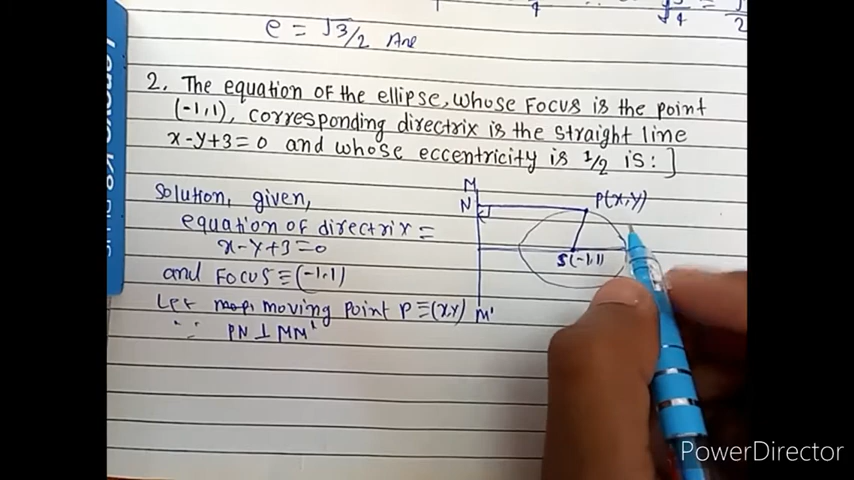 e = √3/2 Ans
2. The equation of the ellipse, whose Focus is the point
(-1,1), corresponding directrix is the straight line
x-y+3=0 and whose eccentricity is 1/2 is: ]
Solution, given,
equation of directrix =
x-y+3=0
and Focus ≡ (-1,1)
Let moving point P ≡ (x,y)
∵ PN ⊥ MM'
M
N
P(x,y)
S(-1,1)
M'
PowerDirector